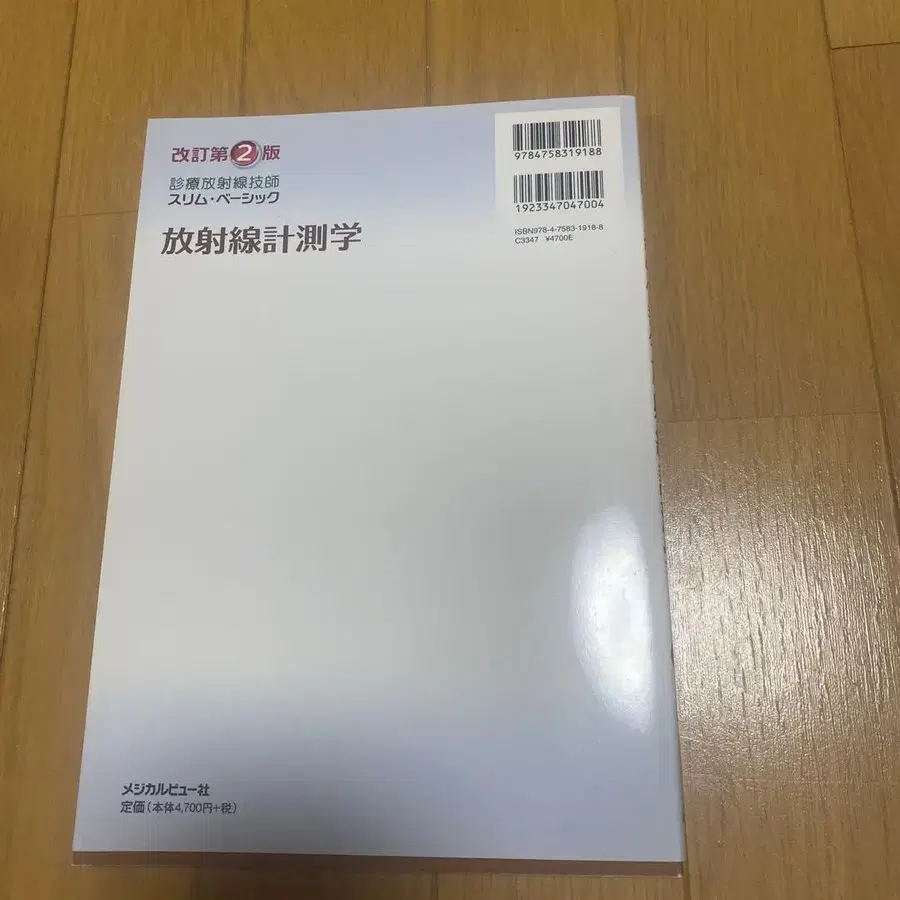 改訂第2版
診療放射線技師
スリム・ベーシック
放射線計測学
9784758319188
1923347047004
ISBN978-4-7583-1918-8
C3347 ¥4700E
メジカルビュー社
定価(本体4,700円+税)